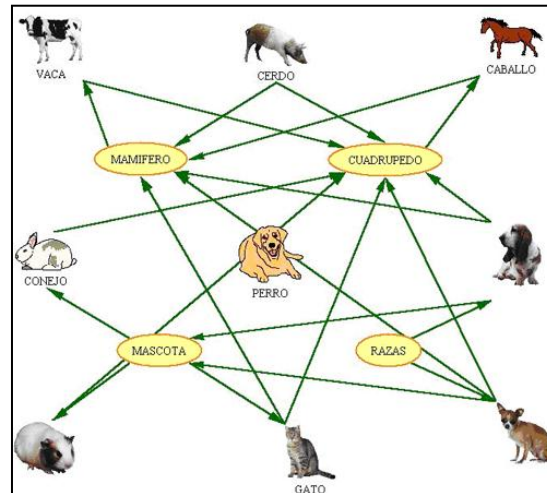 VACA
CERDO
CABALLO
MAMIFERO
CUADRUPEDO
CONEJO
PERRO
MASCOTA
RAZAS
GATO